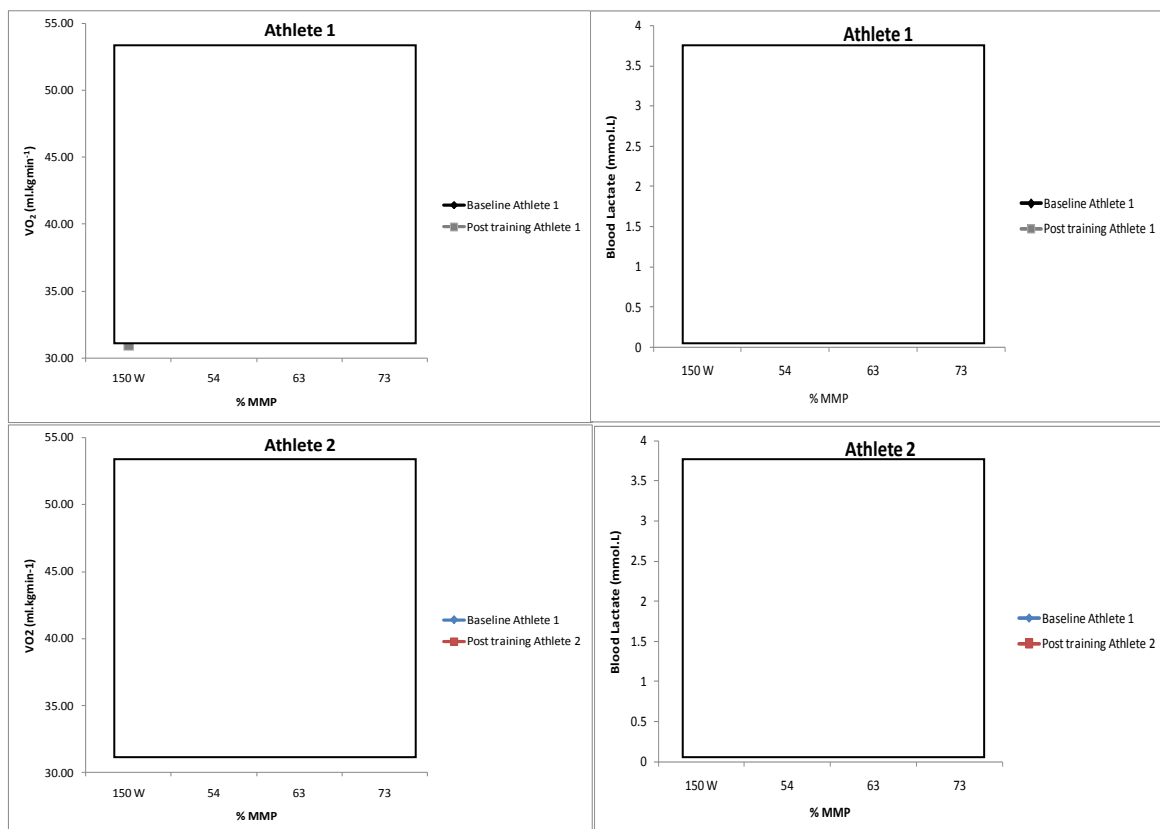 Athlete 1
55.00
50.00
45.00
40.00
35.00
30.00
VO₂ (ml.kgmin⁻¹)
150 W 54 63 73
% MMP
Baseline Athlete 1
Post training Athlete 1
Athlete 1
4
3.5
3
2.5
2
1.5
1
0.5
0
Blood Lactate (mmol.L)
150 W 54 63 73
% MMP
Baseline Athlete 1
Post training Athlete 1
Athlete 2
55.00
50.00
45.00
40.00
35.00
30.00
VO2 (ml.kgmin-1)
150 W 54 63 73
% MMP
Baseline Athlete 1
Post training Athlete 2
Athlete 2
4
3.5
3
2.5
2
1.5
1
0.5
0
Blood Lactate (mmol.L)
150 W 54 63 73
% MMP
Baseline Athlete 1
Post training Athlete 2